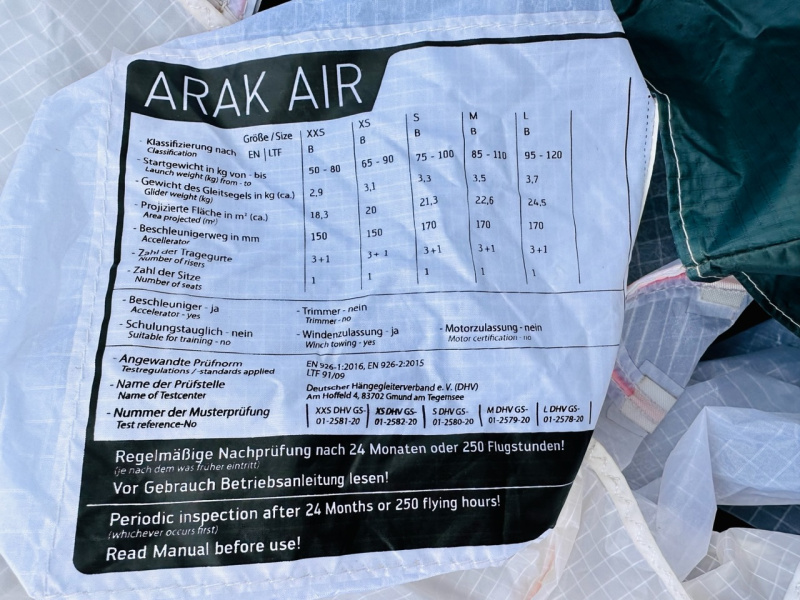 ARAK AIR
Größe / Size XXS XS S M L
- Klassifizierung nach EN | LTF B B B B B
Classification
- Startgewicht in kg von - bis 50 - 80 65 - 90 75 - 100 85 - 110 95 - 120
Launch weight (kg) from - to
- Gewicht des Gleitsegels in kg (ca.) 2,9 3,1 3,3 3,5 3,7
Glider weight (kg)
- Projizierte Fläche in m² (ca.) 18,3 20 21,3 22,6 24,5
Area projected (m²)
- Beschleunigerweg in mm 150 150 170 170 170
Accellerator
- Zahl der Tragegurte 3+1 3+1 3+1 3+1 3+1
Number of risers
- Zahl der Sitze 1 1 1 1 1
Number of seats
- Beschleuniger - ja - Trimmer - nein
Accelerator - yes Trimmer - no
- Schulungstauglich - nein - Windenzulassung - ja - Motorzulassung - nein
Suitable for training - no Winch towing - yes Motor certification - no
- Angewandte Prüfnorm EN 926-1:2016, EN 926-2:2015
Testregulations / -standards applied LTF 91/09
- Name der Prüfstelle Deutscher Hängegleiterverband e. V. (DHV)
Name of Testcenter Am Hoffeld 4, 83702 Gmund am Tegernsee
- Nummer der Musterprüfung XXS DHV GS- XS DHV GS- S DHV GS- M DHV GS- L DHV GS-
Test reference-No 01-2581-20 01-2582-20 01-2580-20 01-2579-20 01-2578-20
Regelmäßige Nachprüfung nach 24 Monaten oder 250 Flugstunden!
(je nach dem was früher eintritt)
Vor Gebrauch Betriebsanleitung lesen!
Periodic inspection after 24 Months or 250 flying hours!
(whichever occurs first)
Read Manual before use!